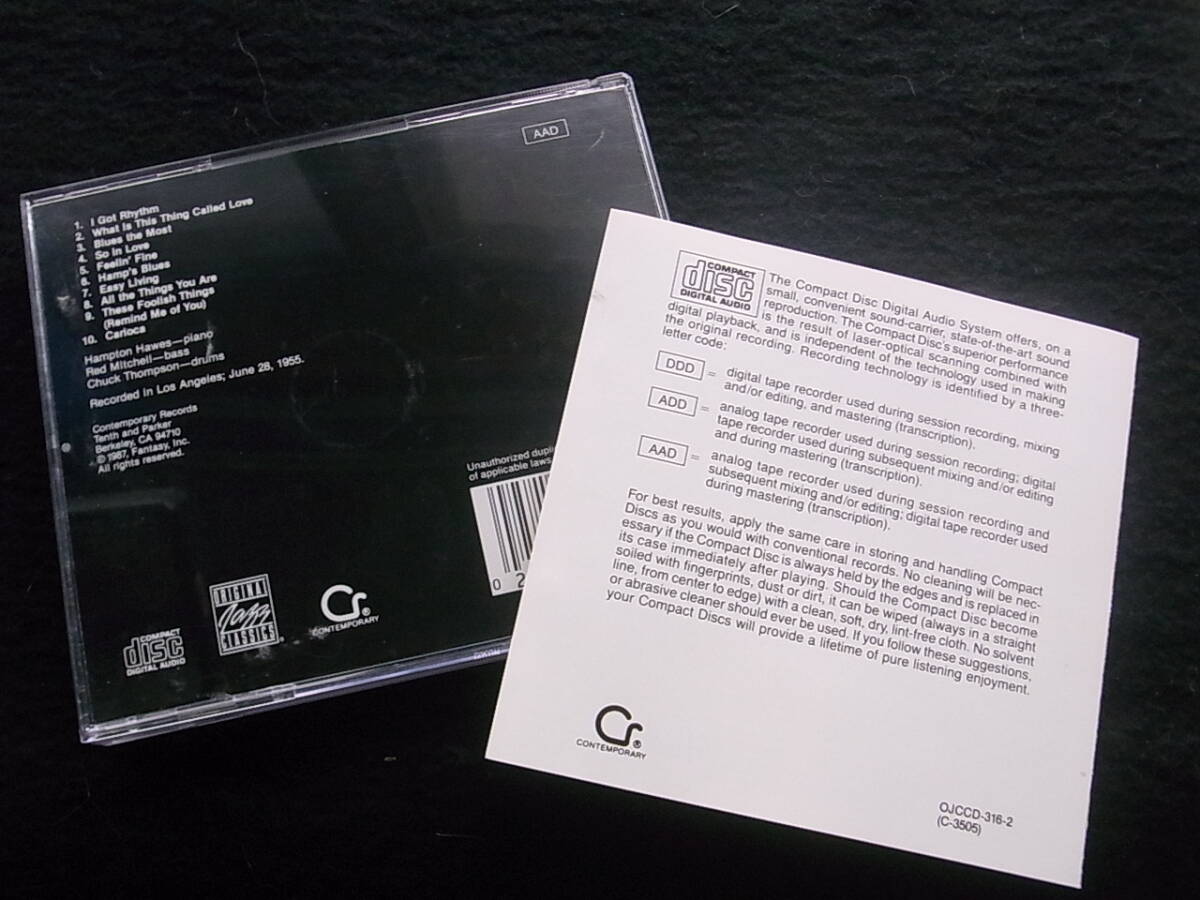 AAD
1. I Got Rhythm
2. What Is This Thing Called Love
3. Blues the Most
4. So in Love
5. Feelin' Fine
6. Hamp's Blues
7. Easy Living
8. All the Things You Are
9. These Foolish Things
(Remind Me of You)
10. Carioca
Hampton Hawes—piano
Red Mitchell—bass
Chuck Thompson—drums
Recorded in Los Angeles; June 28, 1955.
Contemporary Records
Tenth and Parker
Berkeley, CA 94710
© 1987, Fantasy, Inc.
All rights reserved.
Unauthorized
of applicable laws
0 2
COMPACT
disc
DIGITAL AUDIO
ORIGINAL
Jazz
CLASSICS
Cr®
CONTEMPORARY
COMPACT
disc
DIGITAL AUDIO
The Compact Disc Digital Audio System offers, on a
small, convenient sound-carrier, state-of-the-art sound
reproduction. The Compact Disc's superior performance
is the result of laser-optical scanning combined with
digital playback, and is independent of the technology used in making
the original recording. Recording technology is identified by a three-
letter code:
DDD = digital tape recorder used during session recording, mixing
and/or editing, and mastering (transcription).
ADD = analog tape recorder used during session recording; digital
tape recorder used during subsequent mixing and/or editing
and during mastering (transcription).
AAD = analog tape recorder used during session recording and
subsequent mixing and/or editing; digital tape recorder used
during mastering (transcription).
For best results, apply the same care in storing and handling Compact
Discs as you would with conventional records. No cleaning will be nec-
essary if the Compact Disc is always held by the edges and is replaced in
its case immediately after playing. Should the Compact Disc become
soiled with fingerprints, dust or dirt, it can be wiped (always in a straight
line, from center to edge) with a clean, soft, dry, lint-free cloth. No solvent
or abrasive cleaner should ever be used. If you follow these suggestions,
your Compact Discs will provide a lifetime of pure listening enjoyment.
Cr®
CONTEMPORARY
OJCCD-316-2
(C-3505)